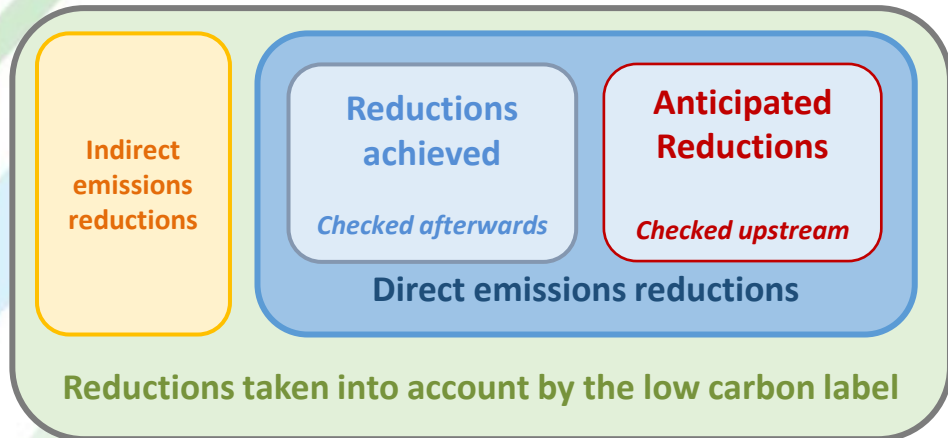 Indirect
emissions
reductions
Reductions
achieved
Checked afterwards
Anticipated
Reductions
Checked upstream
Direct emissions reductions
Reductions taken into account by the low carbon label